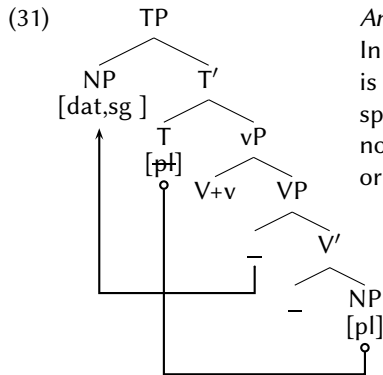 (31) TP An
NP T′ In
[dat,sg ] is
T vP sp
[pl] no
V+v VP or
– V′
– NP
[pl]